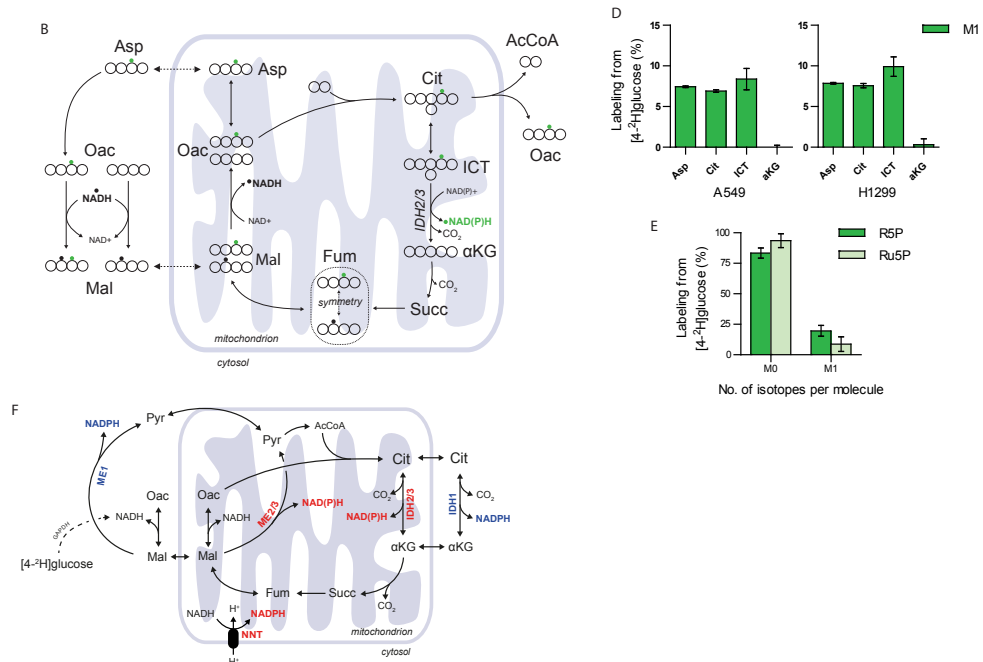 B
Asp
Asp
Oac
NADH
NAD+
Mal
Oac
NADH
NAD+
Mal
Fum
symmetry
Cit
AcCoA
Oac
ICT
IDH2/3
NAD(P)+
NAD(P)H
CO2
αKG
CO2
Succ
mitochondrion
cytosol
D
Labeling from
[4-²H]glucose (%)
15
10
5
0
Asp
Cit
ICT
aKG
A549
15
10
5
0
Asp
Cit
ICT
aKG
H1299
M1
E
Labeling from
[4-²H]glucose (%)
100
75
50
25
0
M0
M1
No. of isotopes per molecule
R5P
Ru5P
F
NADPH
Pyr
ME1
Oac
NADH
GAPDH
[4-²H]glucose
Mal
Pyr
AcCoA
Oac
NADH
Mal
ME2/3
NAD(P)H
Cit
Cit
CO2
NAD(P)H
IDH2/3
IDH1
CO2
NADPH
αKG
αKG
Fum
Succ
CO2
NADH
H+
NADPH
NNT
H+
mitochondrion
cytosol